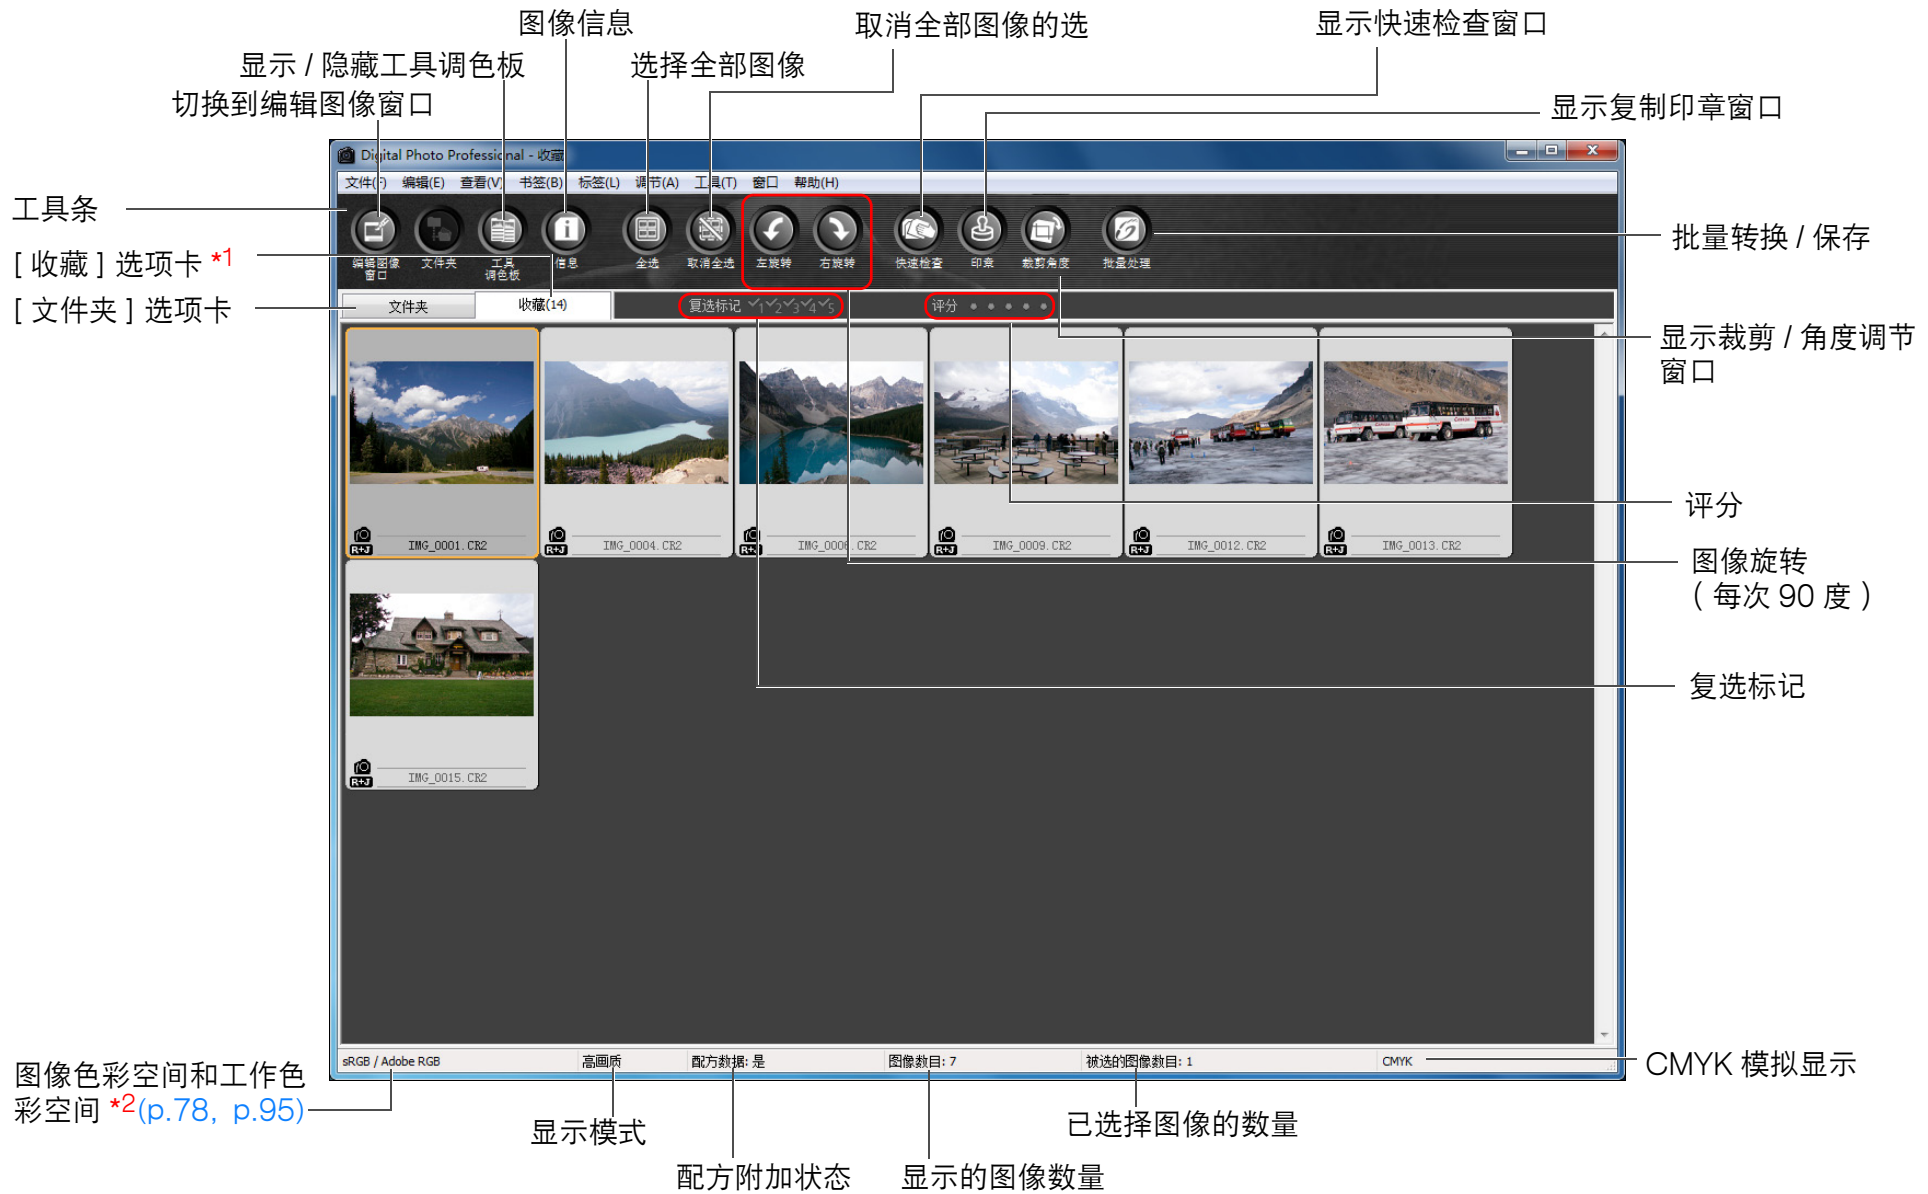 图像信息
取消全部图像的选
显示快速检查窗口
显示 / 隐藏工具调色板
选择全部图像
切换到编辑图像窗口
显示复制印章窗口
Digital Photo Professional - 收藏
文件(F) 编辑(E) 查看(V) 书签(B) 标签(L) 调节(A) 工具(T) 窗口 帮助(H)
工具条
[ 收藏 ] 选项卡 *1
[ 文件夹 ] 选项卡
编辑图像
窗口
文件夹
工具
调色板
信息
全选
取消全选
左旋转
右旋转
快速检查
印章
裁剪角度
批量处理
批量转换 / 保存
文件夹
收藏(14)
复选标记 1 2 3 4 5
评分
显示裁剪 / 角度调节
窗口
R+J IMG_0001.CR2
R+J IMG_0004.CR2
R+J IMG_0006.CR2
R+J IMG_0009.CR2
R+J IMG_0012.CR2
R+J IMG_0013.CR2
评分
图像旋转
( 每次 90 度 )
复选标记
R+J IMG_0015.CR2
sRGB / Adobe RGB
高画质
配方数据: 是
图像数目: 7
被选的图像数目: 1
CMYK
CMYK 模拟显示
图像色彩空间和工作色
彩空间 *2(p.78, p.95)
显示模式
已选择图像的数量
配方附加状态
显示的图像数量